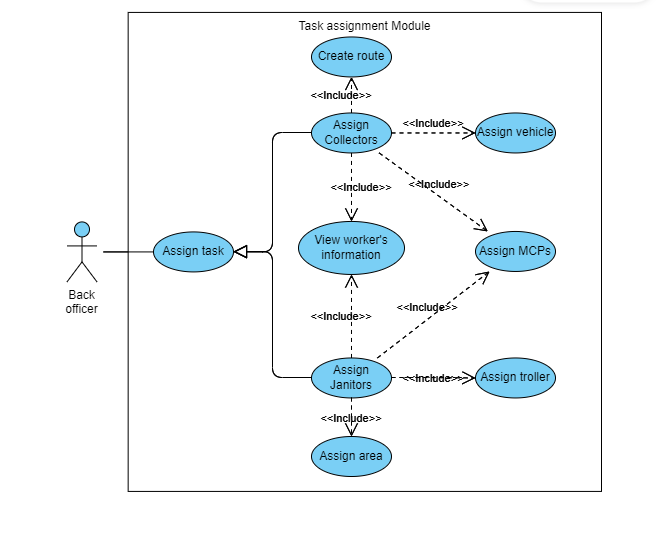 Task assignment Module
Create route
<<Include>>
Assign
Collectors
<<Include>>
Assign vehicle
<<Include>>
<<Include>>
Back
officer
Assign task
View worker's
information
Assign MCPs
<<Include>>
<<Include>>
Assign
Janitors
<<Include>>
Assign troller
<<Include>>
Assign area